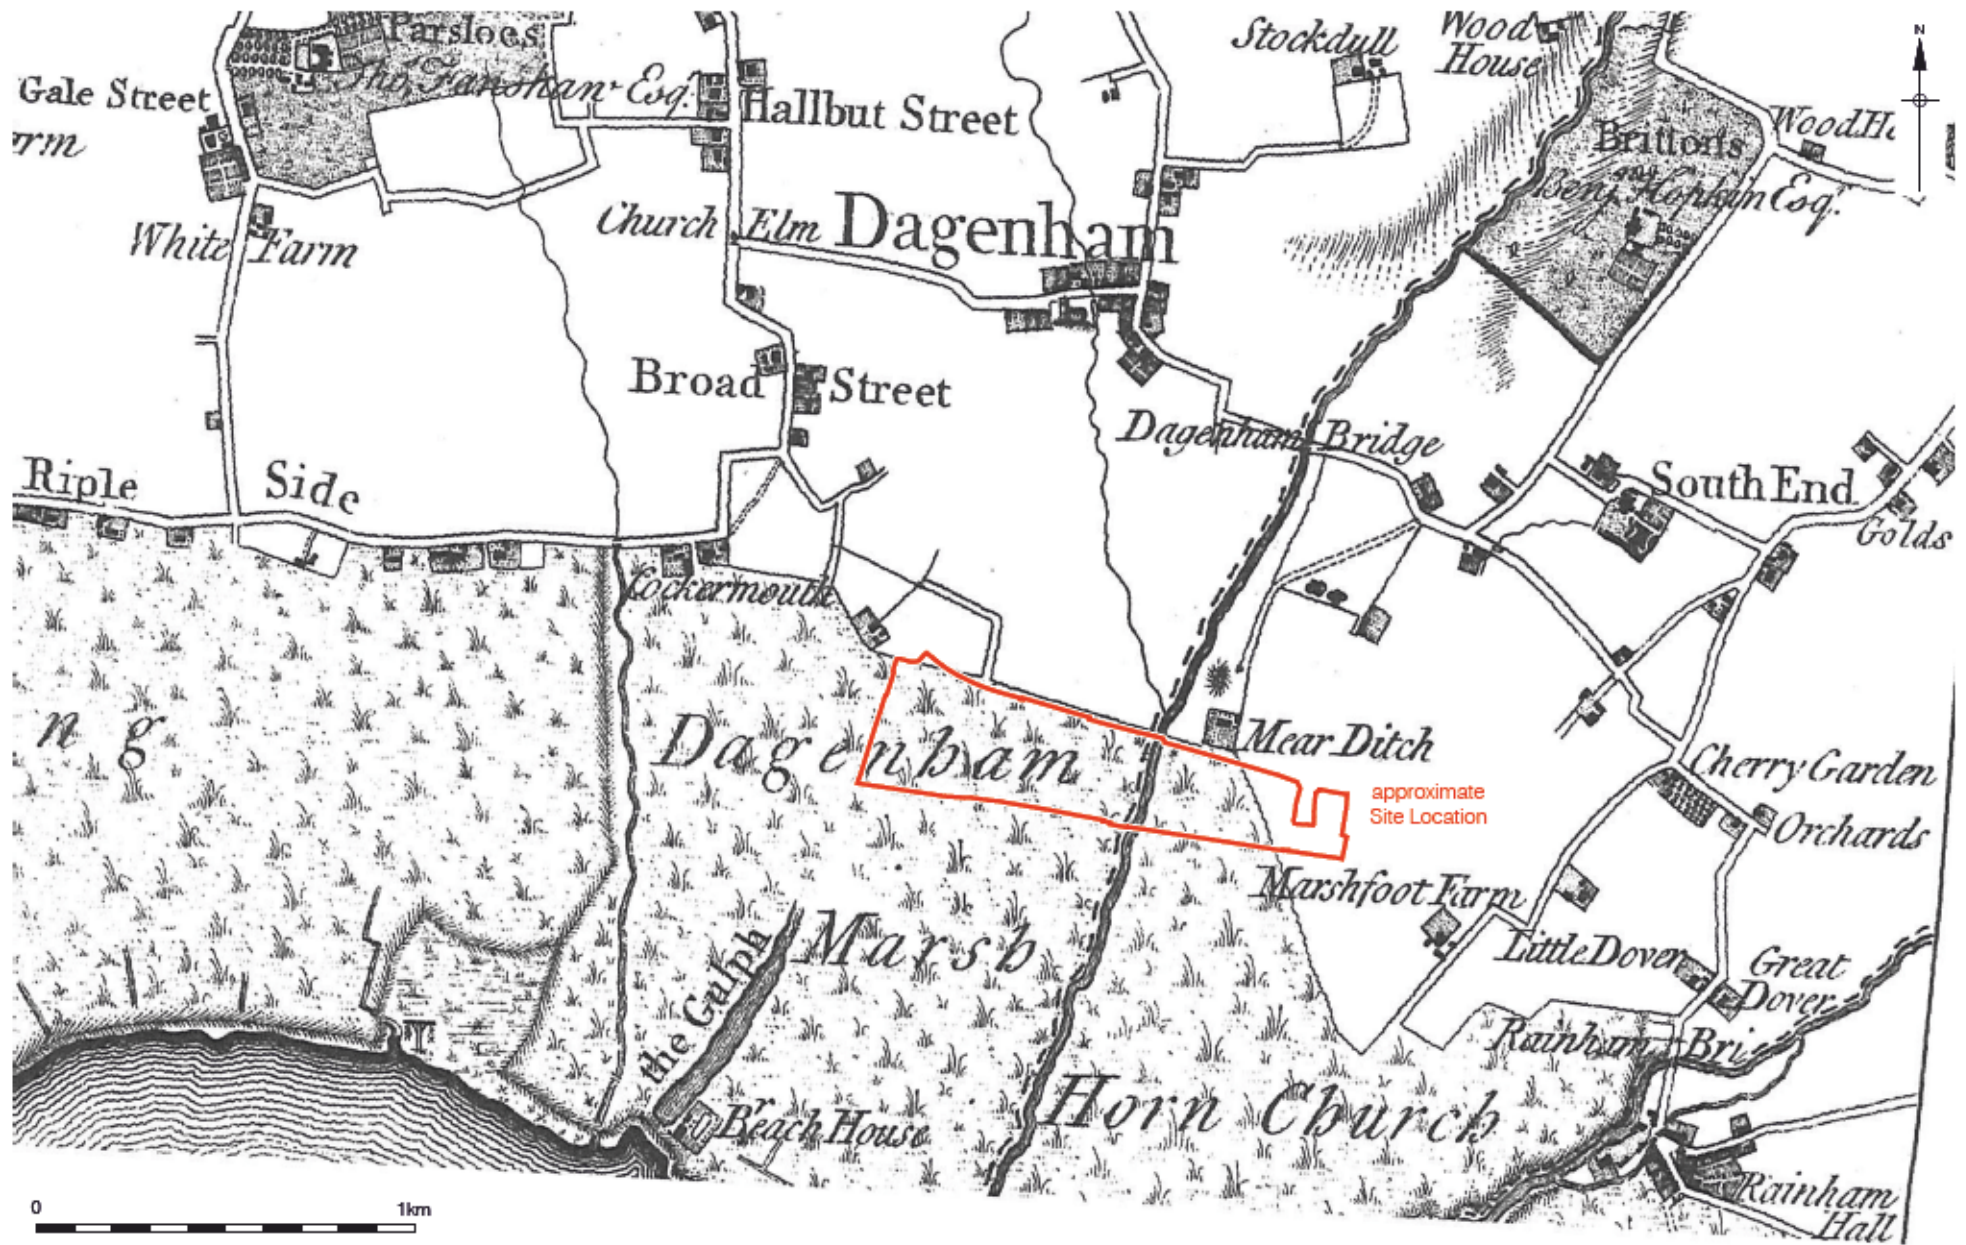 Parsloes
Tho.s Fanshaw Esq.r
Gale Street
Hallbut Street
Stockdull
Wood
House
N
Brittons
Benj. Hopkin Esq.r
White Farm
Church Elm
Dagenham
Broad Street
Dagenham Bridge
South End
Golds
Riple Side
Cockermouth
n g
Dagenham
Mear Ditch
Cherry Garden
approximate
Site Location
Orchards
Marshfoot Farm
Marsh
the Gulph
Little Dover
Great
Dover
Rainham Bri
Horn Church
Breach House
Rainham
Hall
0 1km